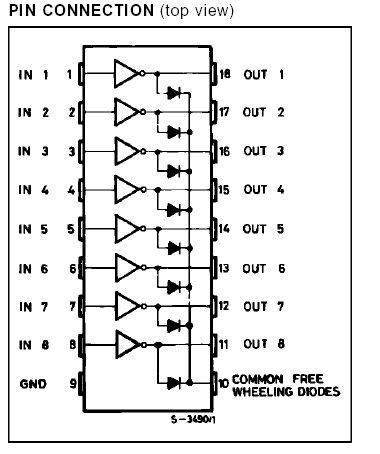 PIN CONNECTION (top view)
IN 1 1 18 OUT 1
IN 2 2 17 OUT 2
IN 3 3 16 OUT 3
IN 4 4 15 OUT 4
IN 5 5 14 OUT 5
IN 6 6 13 OUT 6
IN 7 7 12 OUT 7
IN 8 8 11 OUT 8
GND 9 10 COMMON FREE
WHEELING DIODES
S-3490/1